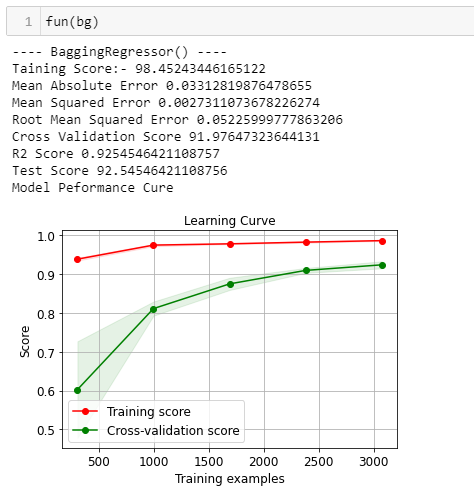 1 fun(bg)
---- BaggingRegressor() ----
Taining Score:- 98.45243446165122
Mean Absolute Error 0.03312819876478655
Mean Squared Error 0.0027311073678226274
Root Mean Squared Error 0.05225999777863206
Cross Validation Score 91.97647323644131
R2 Score 0.9254546421108757
Test Score 92.54546421108756
Model Peformance Cure
Learning Curve
1.0
0.9
0.8
0.7
0.6
0.5
Score
Training score
Cross-validation score
500 1000 1500 2000 2500 3000
Training examples